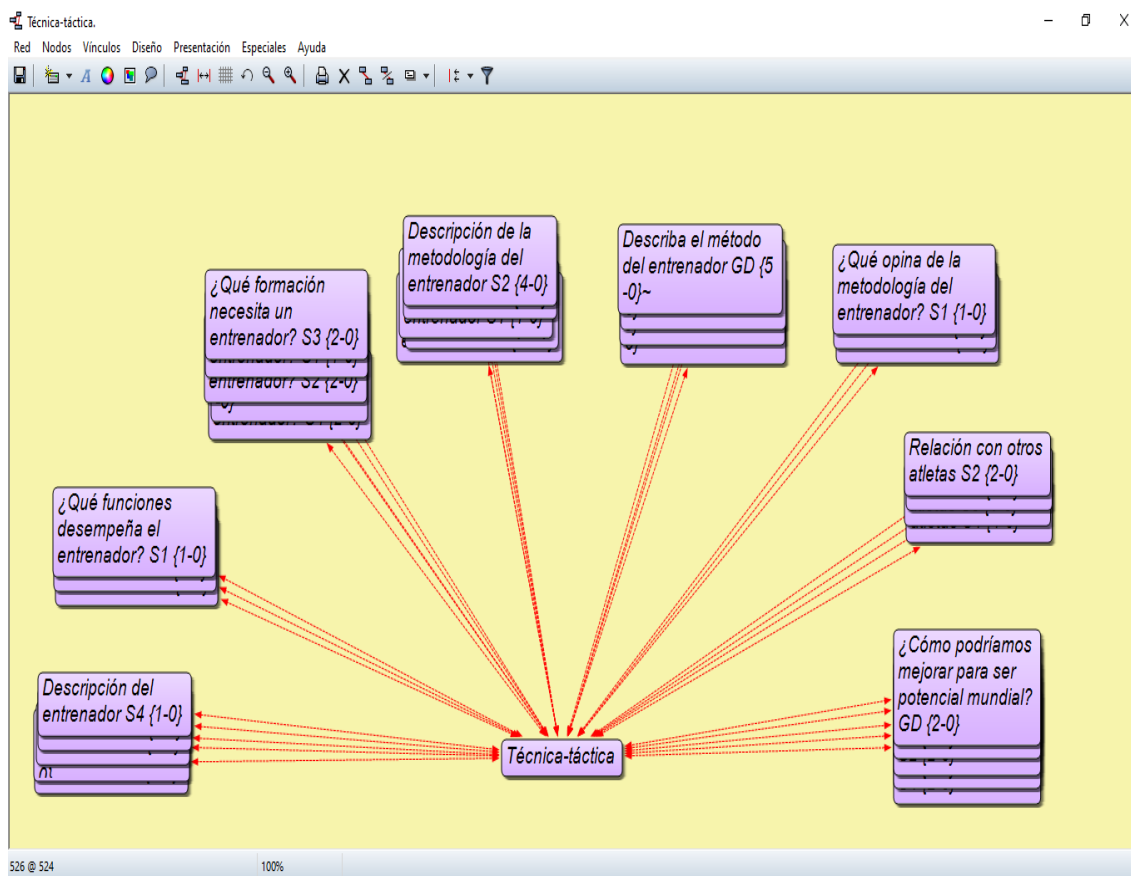 Técnica-táctica.
Red Nodos Vínculos Diseño Presentación Especiales Ayuda
Descripción de la
metodología del
entrenador S2 {4-0}
Describa el método
del entrenador GD {5
-0}~
¿Qué opina de la
metodología del
entrenador? S1 {1-0}
¿Qué formación
necesita un
entrenador? S3 {2-0}
entrenador? S2 {2-0}
Relación con otros
atletas S2 {2-0}
¿Qué funciones
desempeña el
entrenador? S1 {1-0}
¿Cómo podríamos
mejorar para ser
potencial mundial?
GD {2-0}
Descripción del
entrenador S4 {1-0}
Técnica-táctica
526 @ 524
100%